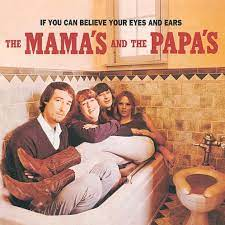 IF YOU CAN BELIEVE YOUR EYES AND EARS
THE MAMA'S AND THE PAPA'S